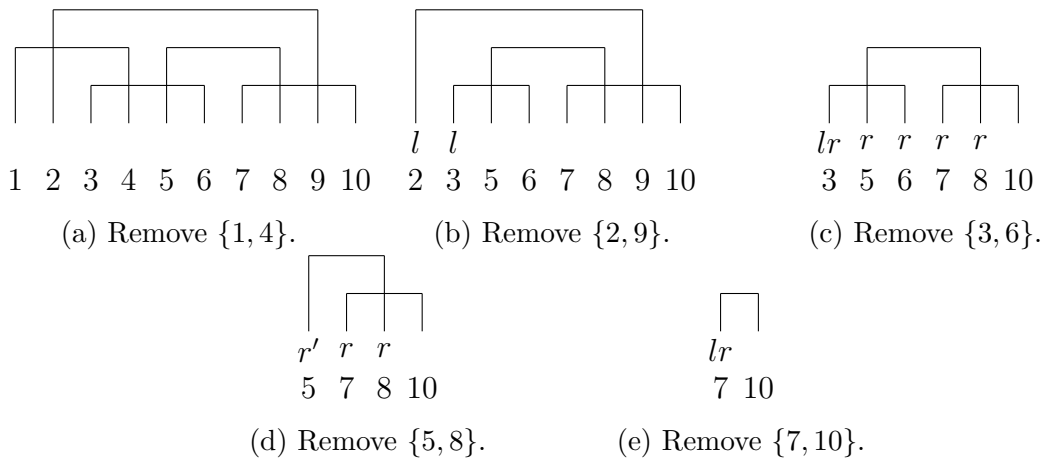 l l lr r r r r
1 2 3 4 5 6 7 8 9 10 2 3 5 6 7 8 9 10 3 5 6 7 8 10
(a) Remove {1, 4}. (b) Remove {2, 9}. (c) Remove {3, 6}.
r′ r r lr
5 7 8 10 7 10
(d) Remove {5, 8}. (e) Remove {7, 10}.